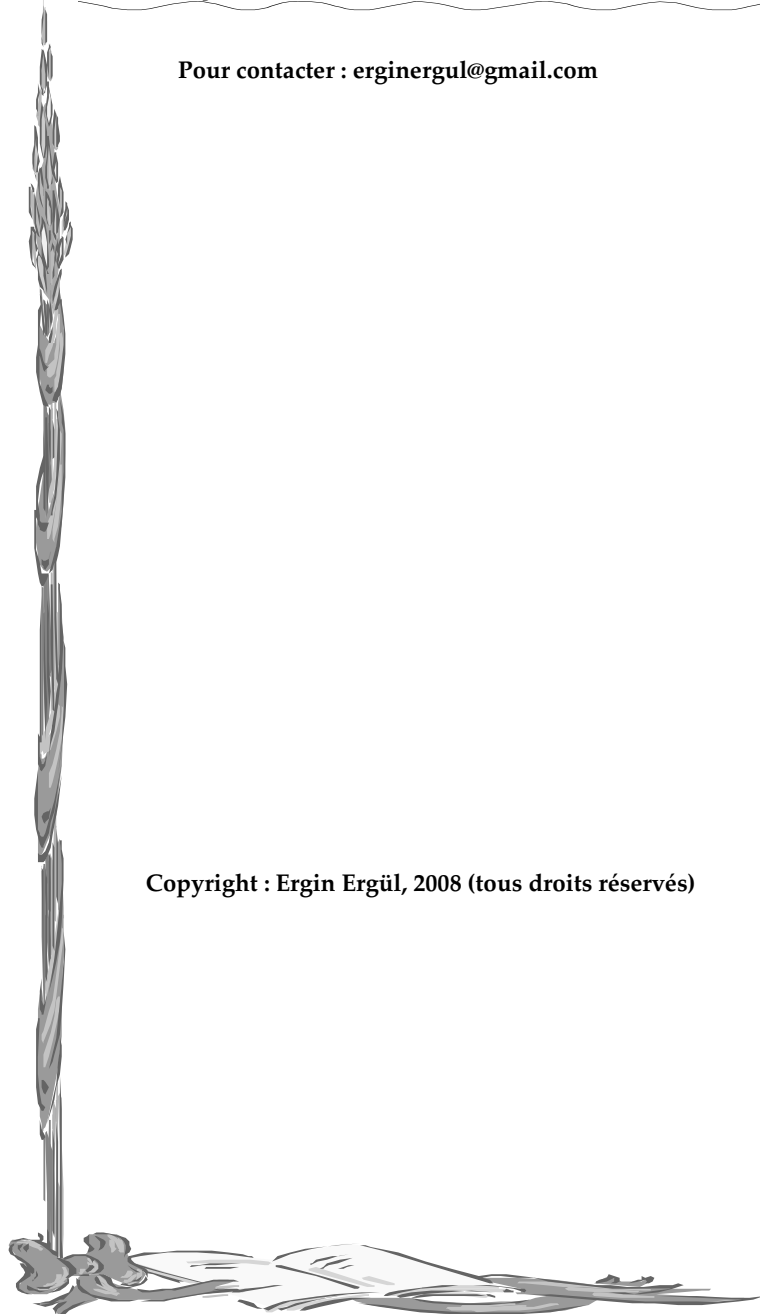 Pour contacter : erginergul@gmail.com
Copyright : Ergin Ergül, 2008 (tous droits réservés)